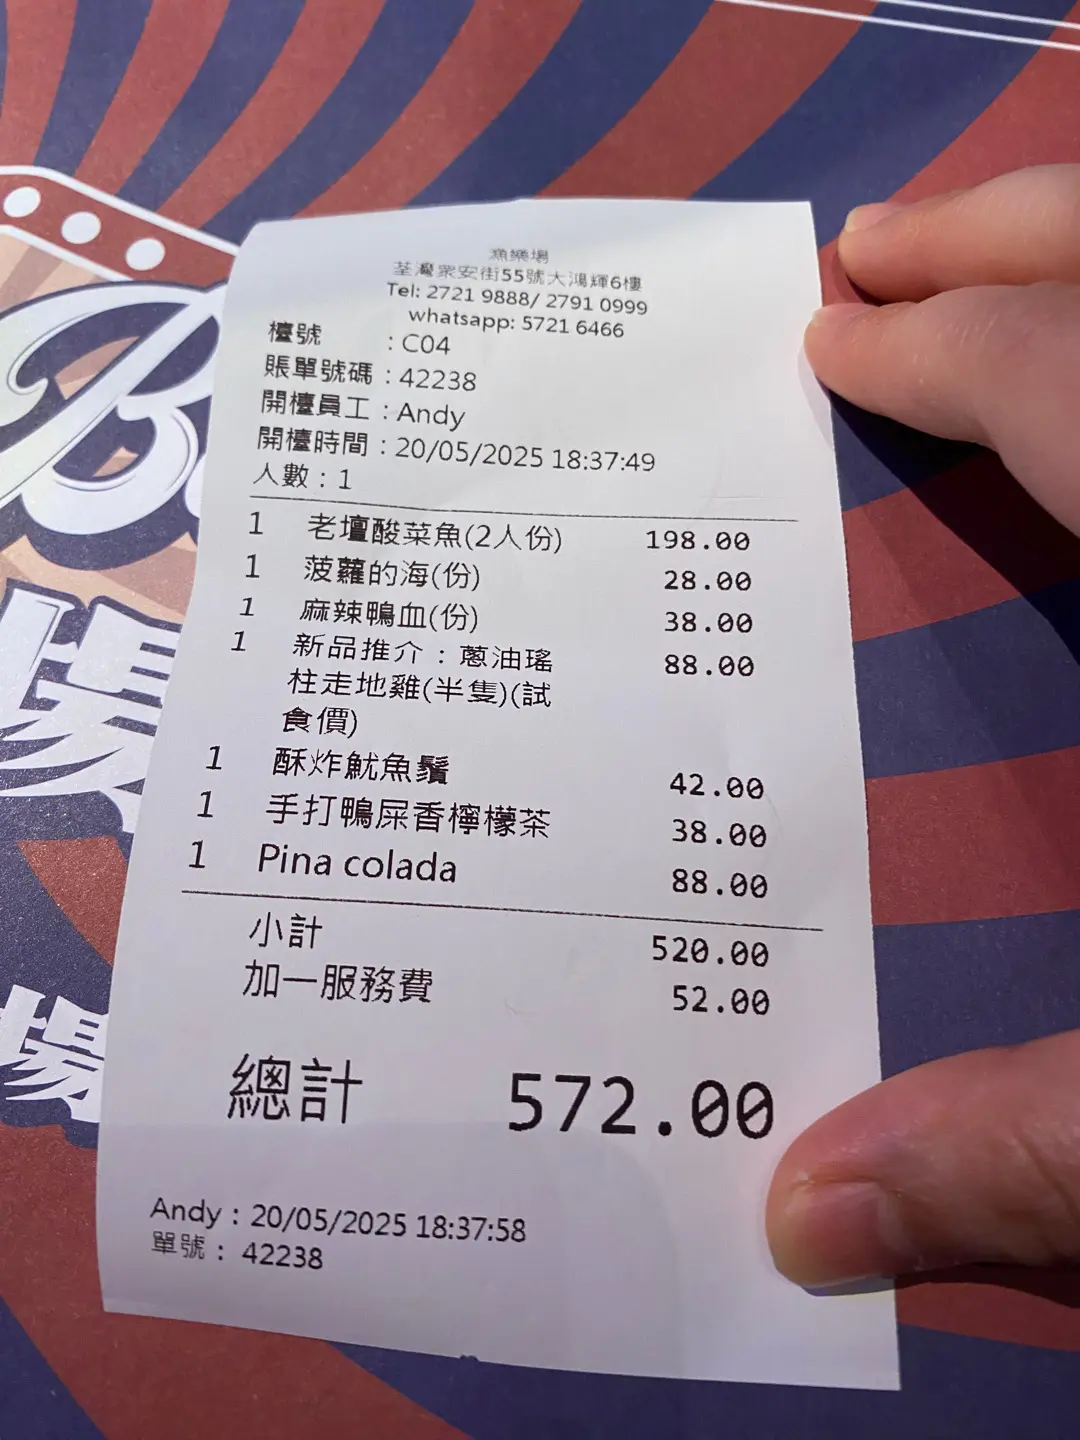 漁樂場
荃灣眾安街55號大鴻輝6樓
Tel: 2721 9888/ 2791 0999
whatsapp: 5721 6466
檯號 : C04
賬單號碼 : 42238
開檯員工 : Andy
開檯時間 : 20/05/2025 18:37:49
人數 : 1
1 老壇酸菜魚(2人份) 198.00
1 菠蘿的海(份) 28.00
1 麻辣鴨血(份) 38.00
1 新品推介：蔥油瑤 88.00
柱走地雞(半隻)(試
食價)
1 酥炸魷魚鬚 42.00
1 手打鴨屎香檸檬茶 38.00
1 Pina colada 88.00
小計 520.00
加一服務費 52.00
總計 572.00
Andy : 20/05/2025 18:37:58
單號 : 42238
場
場